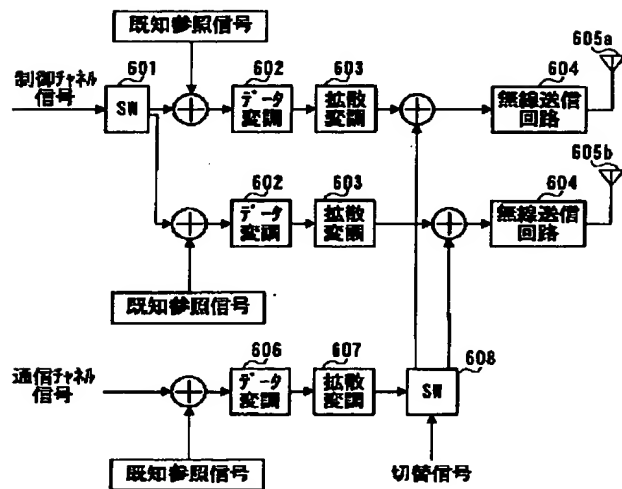 既知参照信号
605a
制御チャネル
信号
601
SW
602
データ
変調
603
拡散
変調
604
無線送信
回路
605b
602
データ
変調
603
拡散
変調
604
無線送信
回路
既知参照信号
通信チャネル
信号
606
データ
変調
607
拡散
変調
608
SW
既知参照信号
切替信号